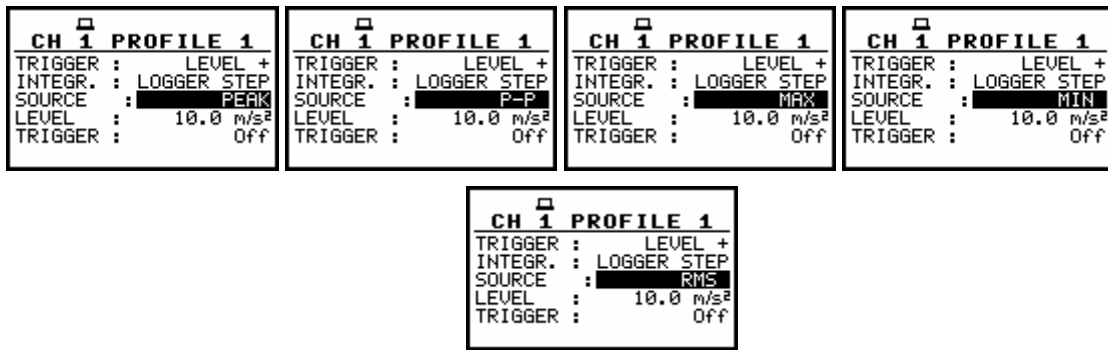 CH 1 PROFILE 1
TRIGGER : LEVEL +
INTEGR. : LOGGER STEP
SOURCE : PEAK
LEVEL : 10.0 m/s²
TRIGGER : Off
CH 1 PROFILE 1
TRIGGER : LEVEL +
INTEGR. : LOGGER STEP
SOURCE : P-P
LEVEL : 10.0 m/s²
TRIGGER : Off
CH 1 PROFILE 1
TRIGGER : LEVEL +
INTEGR. : LOGGER STEP
SOURCE : MAX
LEVEL : 10.0 m/s²
TRIGGER : Off
CH 1 PROFILE 1
TRIGGER : LEVEL +
INTEGR. : LOGGER STEP
SOURCE : MIN
LEVEL : 10.0 m/s²
TRIGGER : Off
CH 1 PROFILE 1
TRIGGER : LEVEL +
INTEGR. : LOGGER STEP
SOURCE : RMS
LEVEL : 10.0 m/s²
TRIGGER : Off